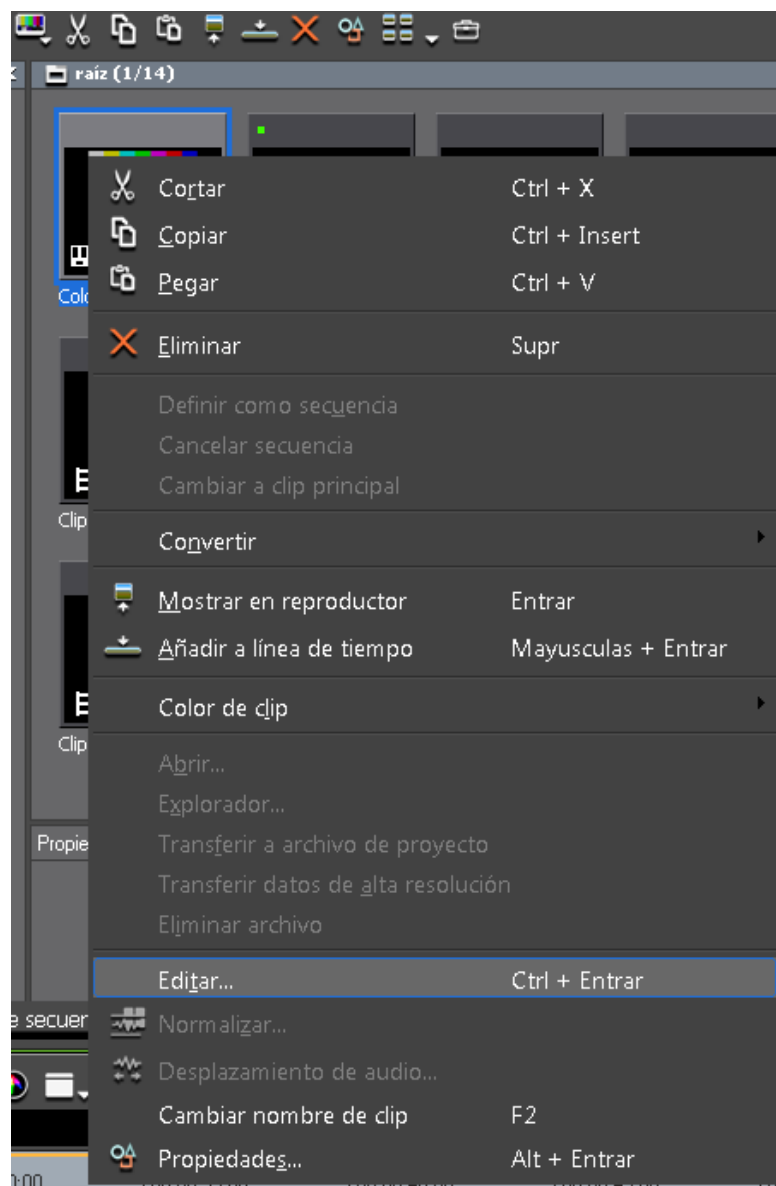 raíz (1/14)
Cortar Ctrl + X
Copiar Ctrl + Insert
Pegar Ctrl + V
Eliminar Supr
Definir como secuencia
Cancelar secuencia
Cambiar a clip principal
Convertir
Mostrar en reproductor Entrar
Añadir a línea de tiempo Mayusculas + Entrar
Color de clip
Clip
Clip
Abrir...
Explorador...
Propie
Transferir a archivo de proyecto
Transferir datos de alta resolución
Eliminar archivo
Editar... Ctrl + Entrar
e secuer
Normalizar...
Desplazamiento de audio...
Cambiar nombre de clip F2
Propiedades... Alt + Entrar